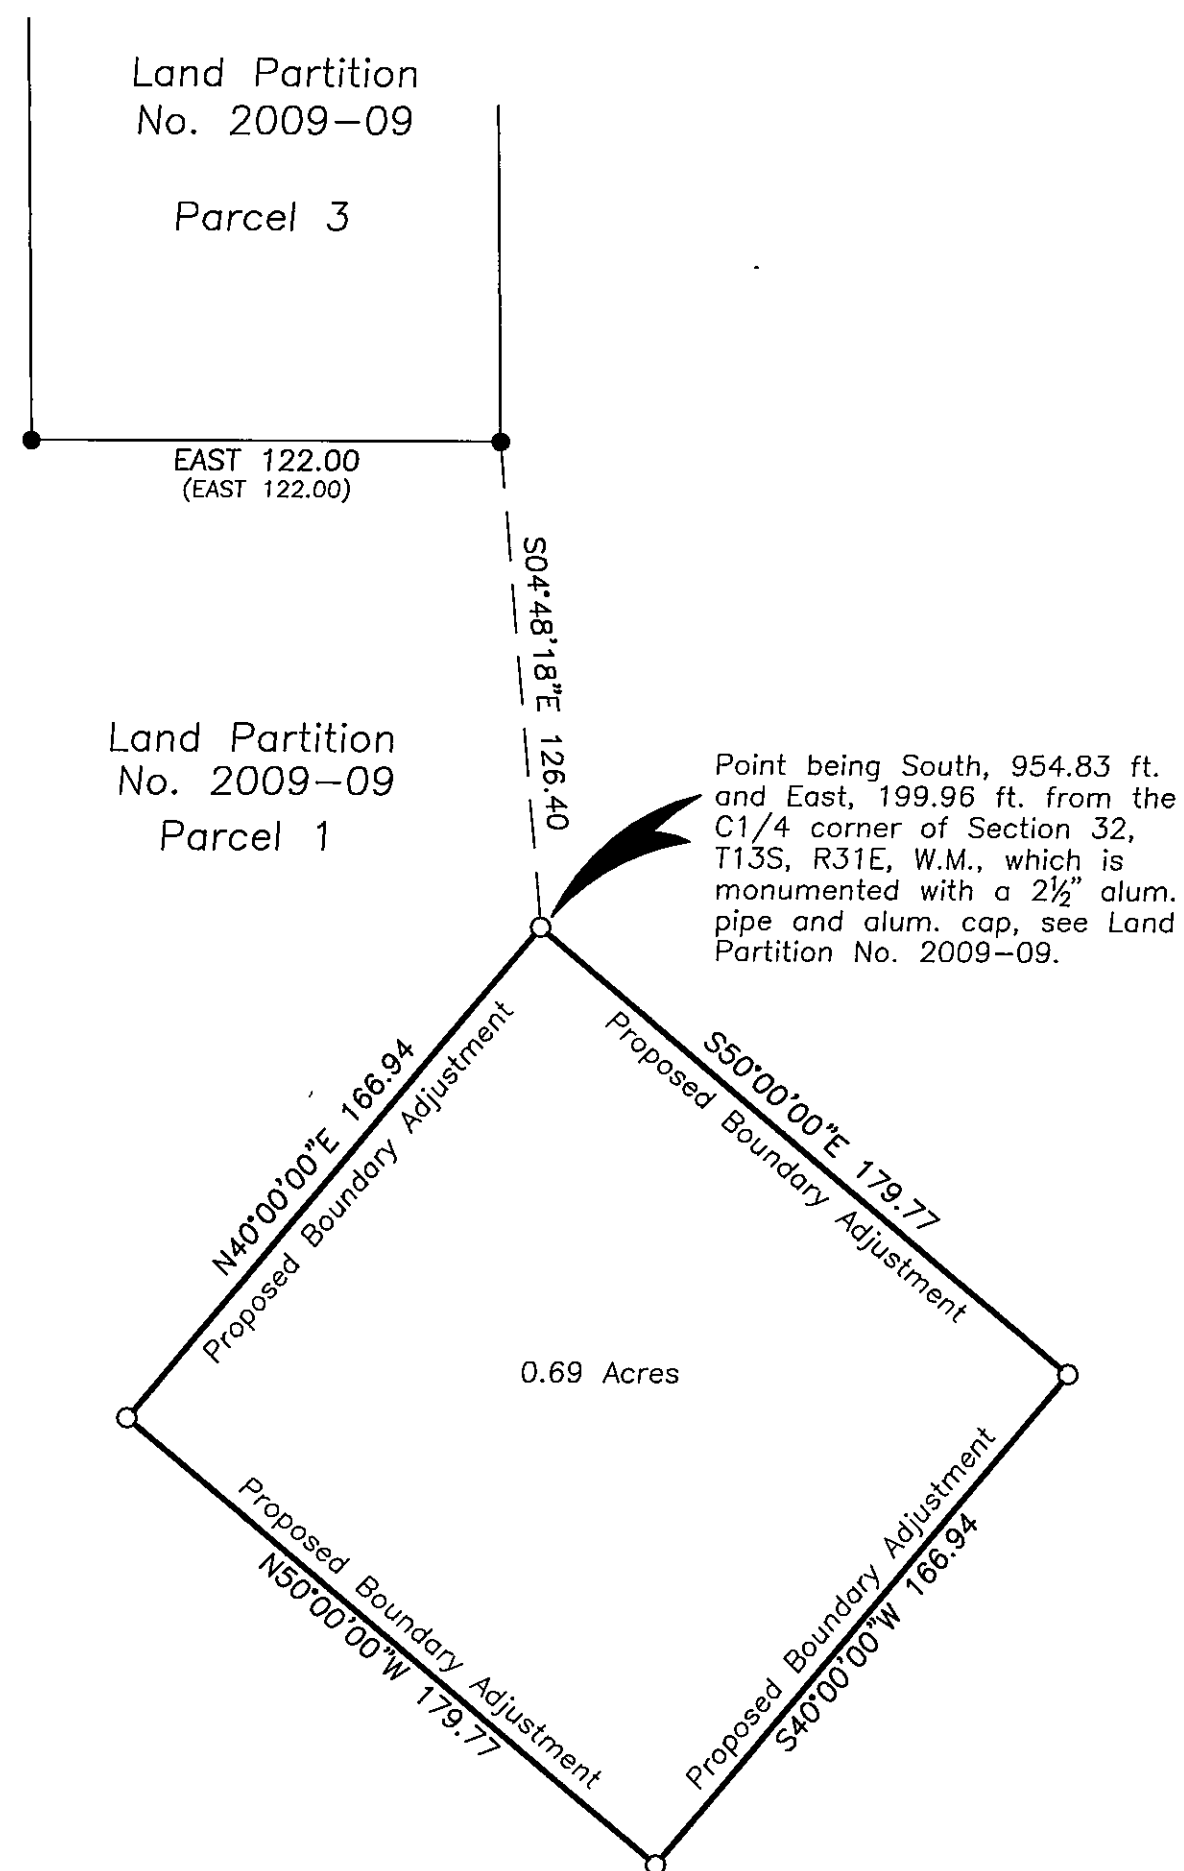 Land Partition
No. 2009-09
Parcel 3
EAST 122.00
(EAST 122.00)
S04°48'18"E 126.40
Land Partition
No. 2009-09
Parcel 1
Point being South, 954.83 ft.
and East, 199.96 ft. from the
C1/4 corner of Section 32,
T13S, R31E, W.M., which is
monumented with a 2½" alum.
pipe and alum. cap, see Land
Partition No. 2009-09.
N40°00'00"E 166.94
Proposed Boundary Adjustment
S50°00'00"E 179.77
Proposed Boundary Adjustment
0.69 Acres
Proposed Boundary Adjustment
N50°00'00"W 179.77
Proposed Boundary Adjustment
S40°00'00"W 166.94